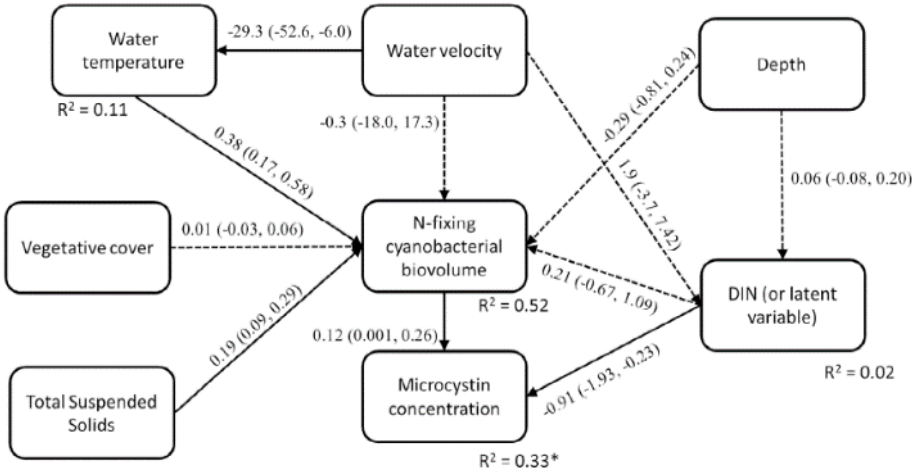 Water
temperature
-29.3 (-52.6, -6.0)
Water velocity
Depth
R² = 0.11
-0.3 (-18.0, 17.3)
-0.29 (-0.81, 0.24)
0.38 (0.17, 0.58)
1.9 (-3.7, 7.42)
0.06 (-0.08, 0.20)
Vegetative cover
0.01 (-0.03, 0.06)
N-fixing
cyanobacterial
biovolume
0.21 (-0.67, 1.09)
DIN (or latent
variable)
R² = 0.52
0.19 (0.09, 0.29)
0.12 (0.001, 0.26)
R² = 0.02
Total Suspended
Solids
Microcystin
concentration
-0.91 (-1.93, -0.23)
R² = 0.33*